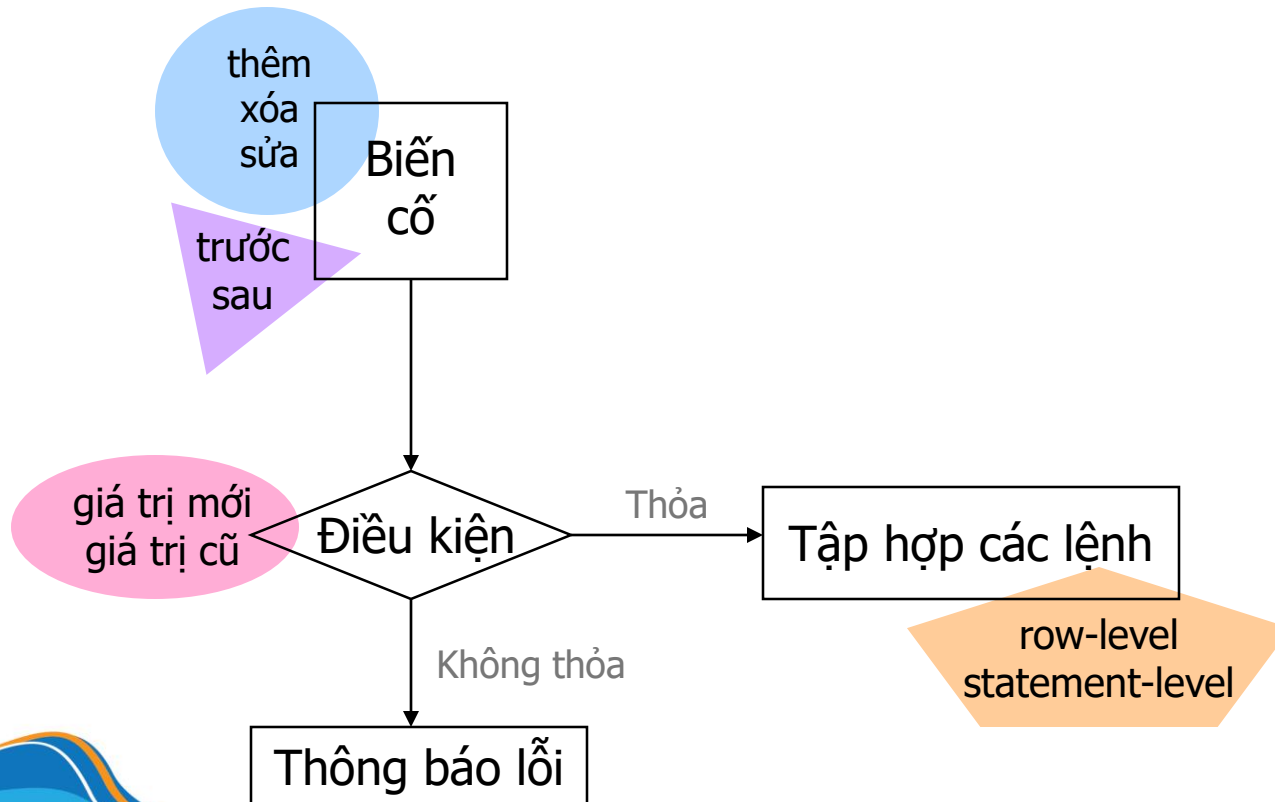 thêm
xóa
sửa
Biến
cố
trước
sau
giá trị mới
giá trị cũ
Điều kiện
Thỏa
Tập hợp các lệnh
row-level
statement-level
Không thỏa
Thông báo lỗi